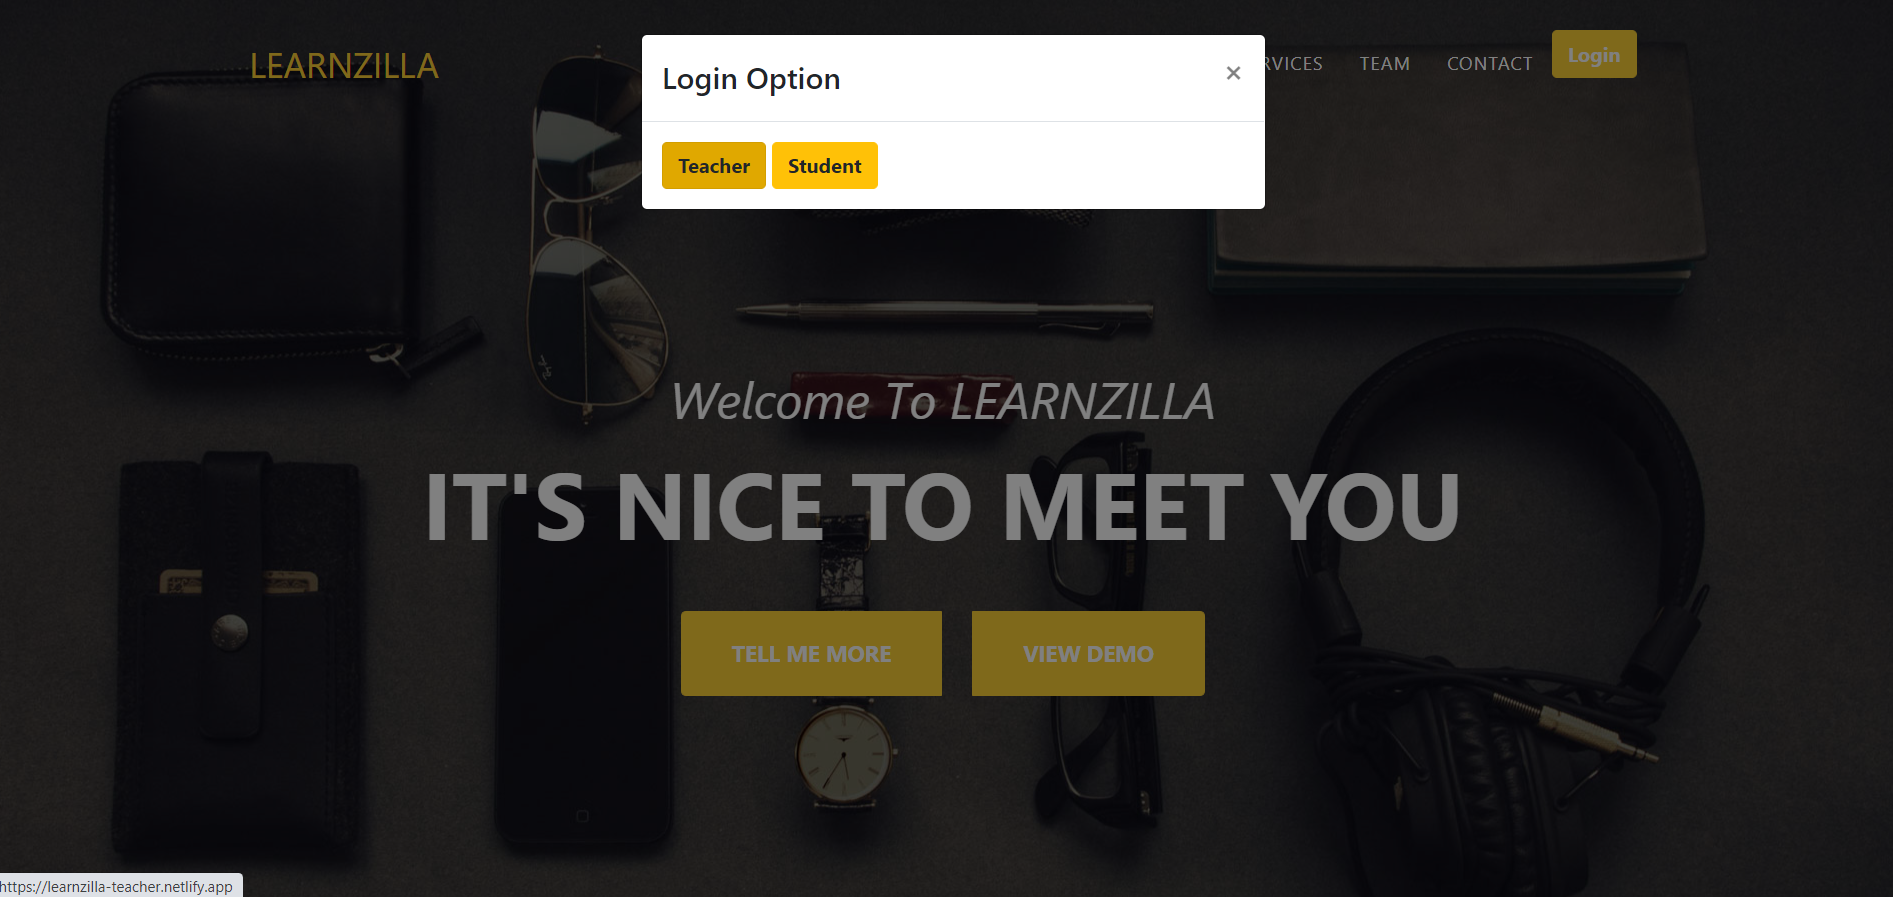 LEARNZILLA
Login Option
×
RVICES
TEAM
CONTACT
Login
Teacher
Student
Welcome To LEARNZILLA
IT'S NICE TO MEET YOU
TELL ME MORE
VIEW DEMO
https://learnzilla-teacher.netlify.app